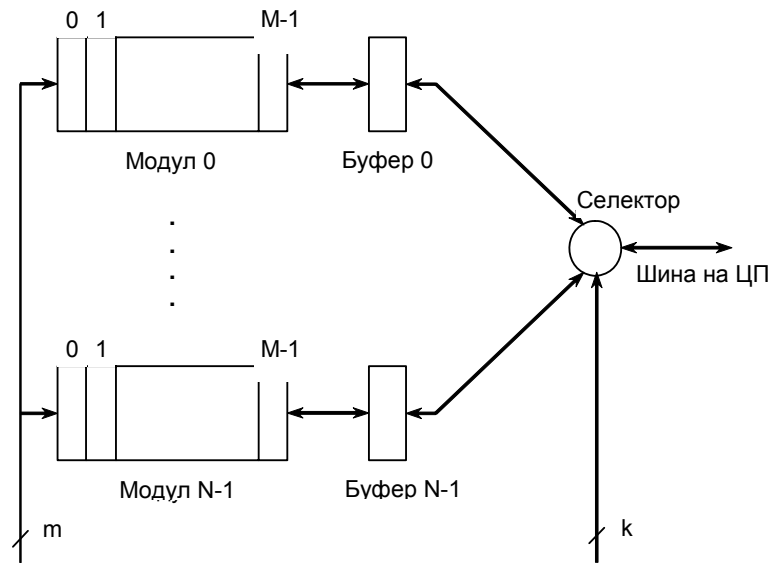 0 1 M-1
Модул 0
Буфер 0
Селектор
Шина на ЦП
0 1 M-1
Модул N-1
Буфер N-1
m
k